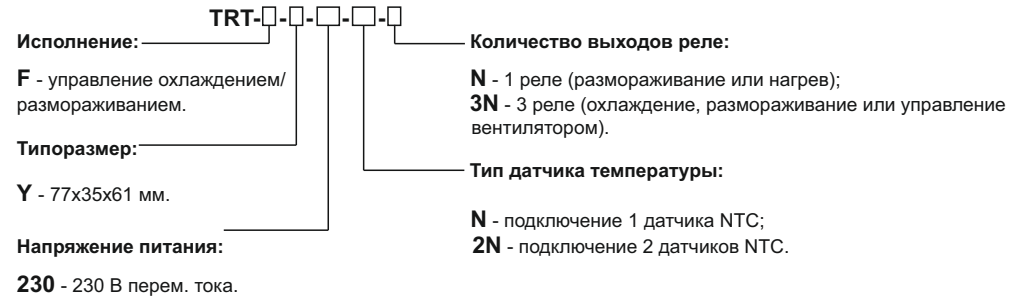 TRT-□-□-□-□-□
Исполнение:
F - управление охлаждением/
размораживанием.
Типоразмер:
Y - 77х35х61 мм.
Напряжение питания:
230 - 230 В перем. тока.
Количество выходов реле:
N - 1 реле (размораживание или нагрев);
3N - 3 реле (охлаждение, размораживание или управление
вентилятором).
Тип датчика температуры:
N - подключение 1 датчика NTC;
2N - подключение 2 датчиков NTC.